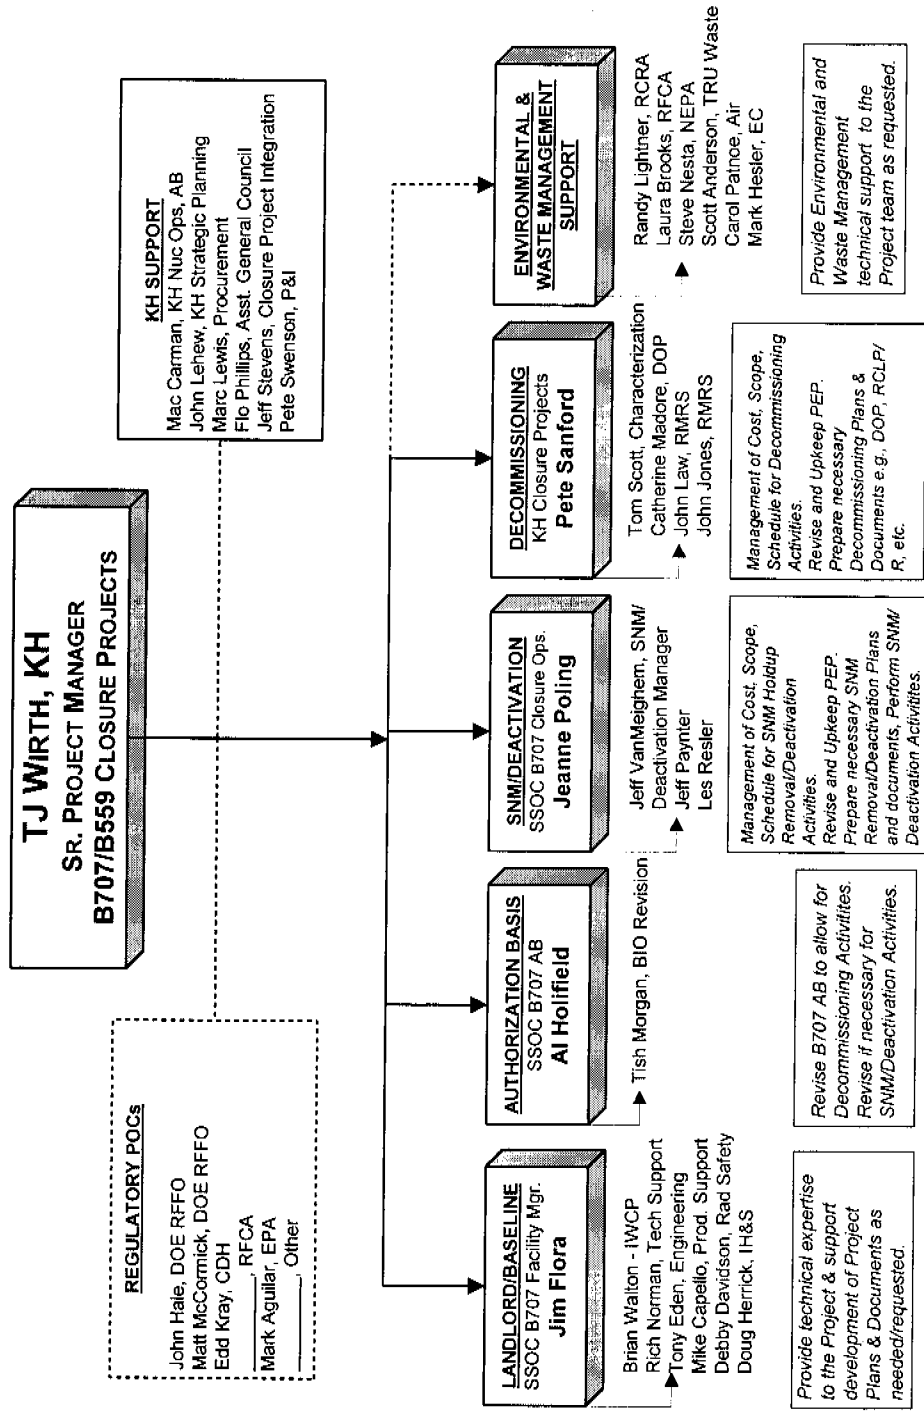 TJ WIRTH, KH
SR. PROJECT MANAGER
B707/B559 CLOSURE PROJECTS
REGULATORY POCs
John Hale, DOE RFFO
Matt McCormick, DOE RFFO
Edd Kray, CDH
_____, RFCA
Mark Aguilar, EPA
_____, Other
KH SUPPORT
Mac Carman, KH Nuc Ops, AB
John Lehew, KH Strategic Planning
Marc Lewis, Procurement
Flo Phillips, Asst. General Council
Jeff Stevens, Closure Project Integration
Pete Swenson, P&I
LANDLORD/BASELINE
SSOC B707 Facility Mgr.
Jim Flora
Brian Walton - IWCP
Rich Norman, Tech Support
Tony Eden, Engineering
Mike Capello, Prod. Support
Debby Davidson, Rad Safety
Doug Herrick, IH&S
Provide technical expertise
to the Project & support
development of Project
Plans & Documents as
needed/requested.
AUTHORIZATION BASIS
SSOC B707 AB
Al Holifield
Tish Morgan, BIO Revision
Revise B707 AB to allow for
Decommissioning Activitites.
Revise if necessary for
SNM/Deactivation Activities.
SNM/DEACTIVATION
SSOC B707 Closure Ops.
Jeanne Poling
Jeff VanMeighem, SNM/
Deactivation Manager
Jeff Paynter
Les Resler
Management of Cost, Scope,
Schedule for SNM Holdup
Removal/Deactivation
Activities.
Revise and Upkeep PEP.
Prepare necessary SNM
Removal/Deactivation Plans
and documents, Perform SNM/
Deactivation Activitites.
DECOMMISSIONING
KH Closure Projects
Pete Sanford
Tom Scott, Characterization
Catherine Madore, DOP
John Law, RMRS
John Jones, RMRS
Management of Cost, Scope,
Schedule for Decommissioning
Activities.
Revise and Upkeep PEP.
Prepare necessary
Decommissioning Plans &
Documents e.g., DOP, RCLP/
R, etc.
ENVIRONMENTAL &
WASTE MANAGEMENT
SUPPORT
Randy Lightner, RCRA
Laura Brooks, RFCA
Steve Nesta, NEPA
Scott Anderson, TRU Waste
Carol Patnoe, Air
Mark Hesler, EC
Provide Environmental and
Waste Management
technical support to the
Project team as requested.